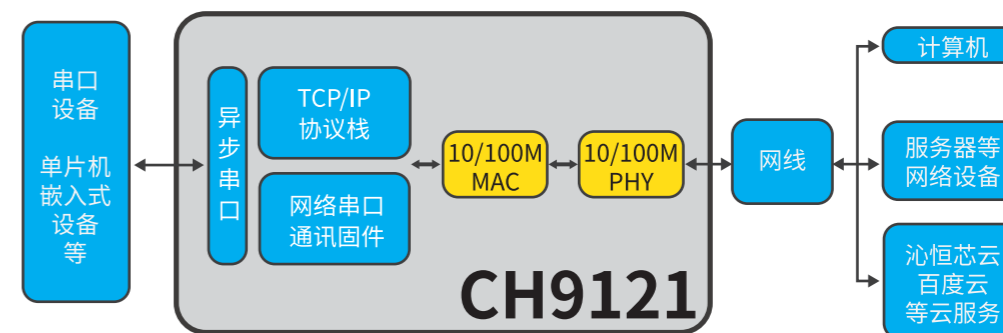 串口
设备
单片机
嵌入式
设备
等
异
步
串
口
TCP/IP
协议栈
网络串口
通讯固件
10/100M
MAC
10/100M
PHY
CH9121
网线
计算机
服务器等
网络设备
沁恒芯云
百度云
等云服务